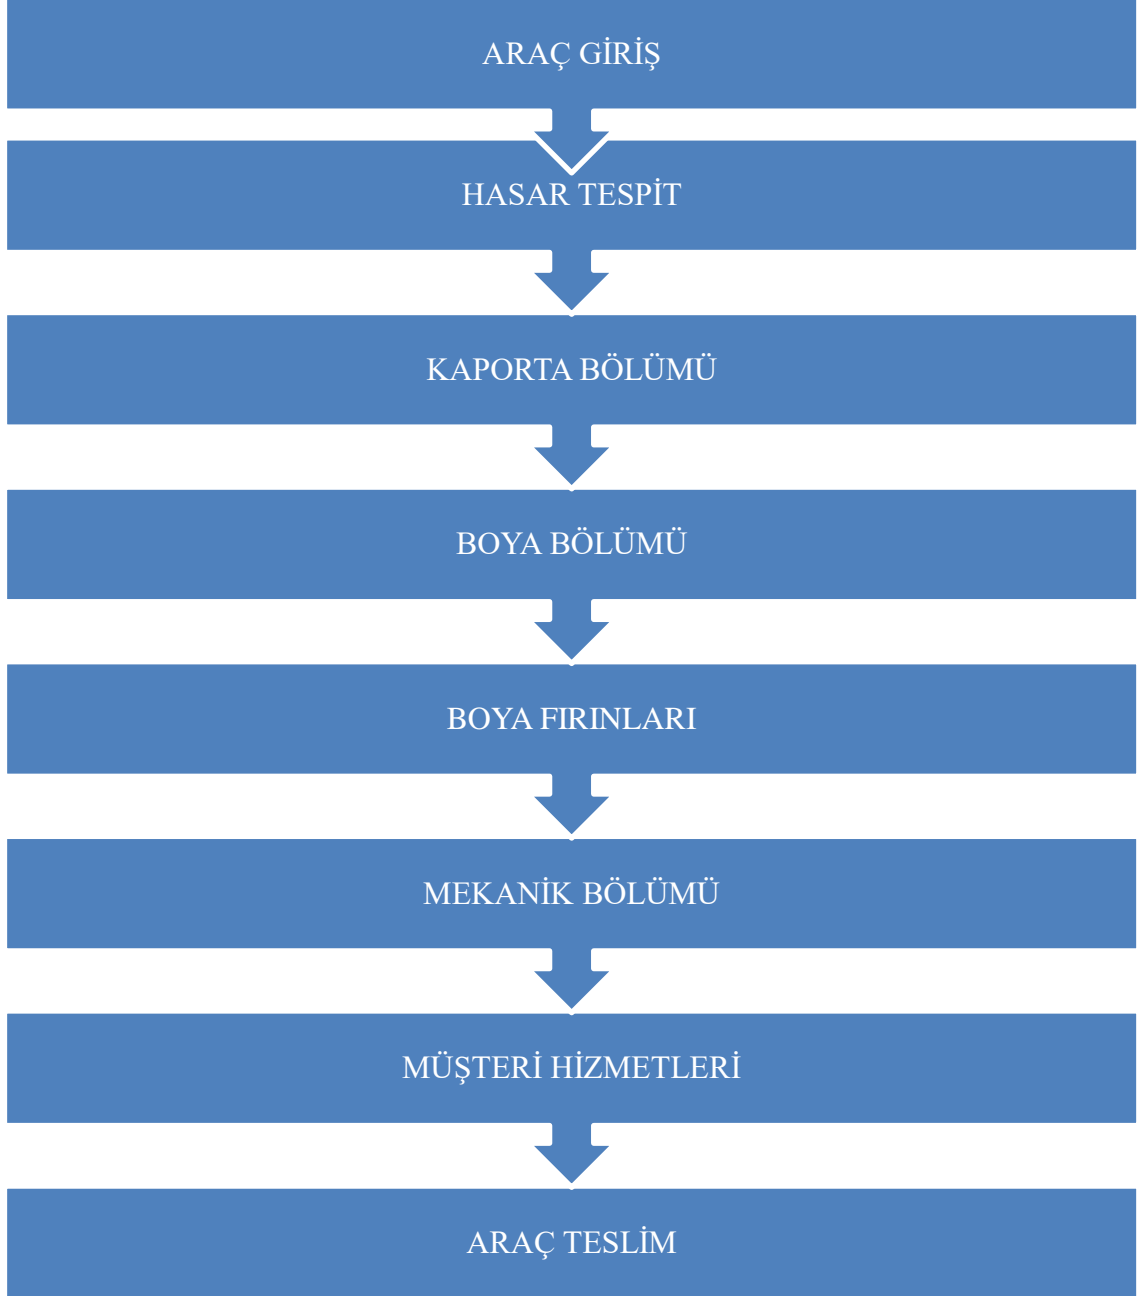 ARAÇ GİRİŞ
HASAR TESPİT
KAPORTA BÖLÜMÜ
BOYA BÖLÜMÜ
BOYA FIRINLARI
MEKANİK BÖLÜMÜ
MÜŞTERİ HİZMETLERİ
ARAÇ TESLİM